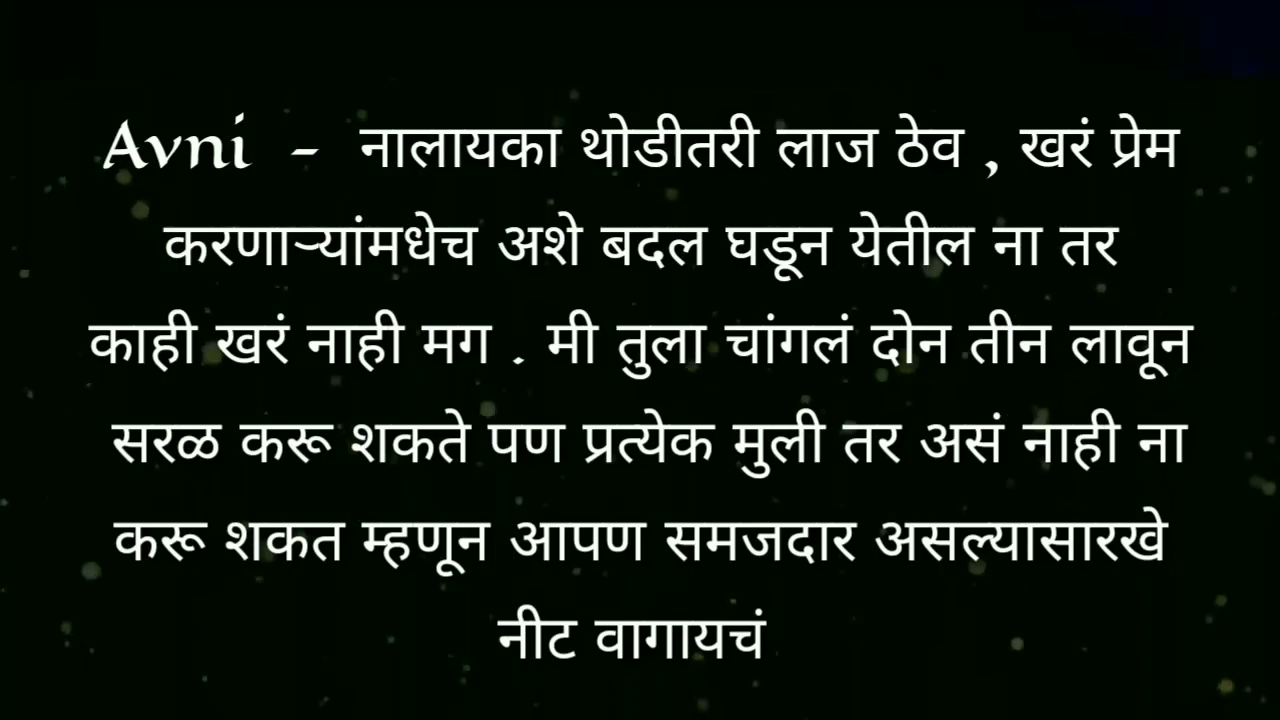 Avni - नालायका थोडीतरी लाज ठेव , खरं प्रेम
करणाऱ्यांमधेच अशे बदल घडून येतील ना तर
काही खरं नाही मग . मी तुला चांगलं दोन तीन लावून
सरळ करू शकते पण प्रत्येक मुली तर असं नाही ना
करू शकत म्हणून आपण समजदार असल्यासारखे
नीट वागायचं